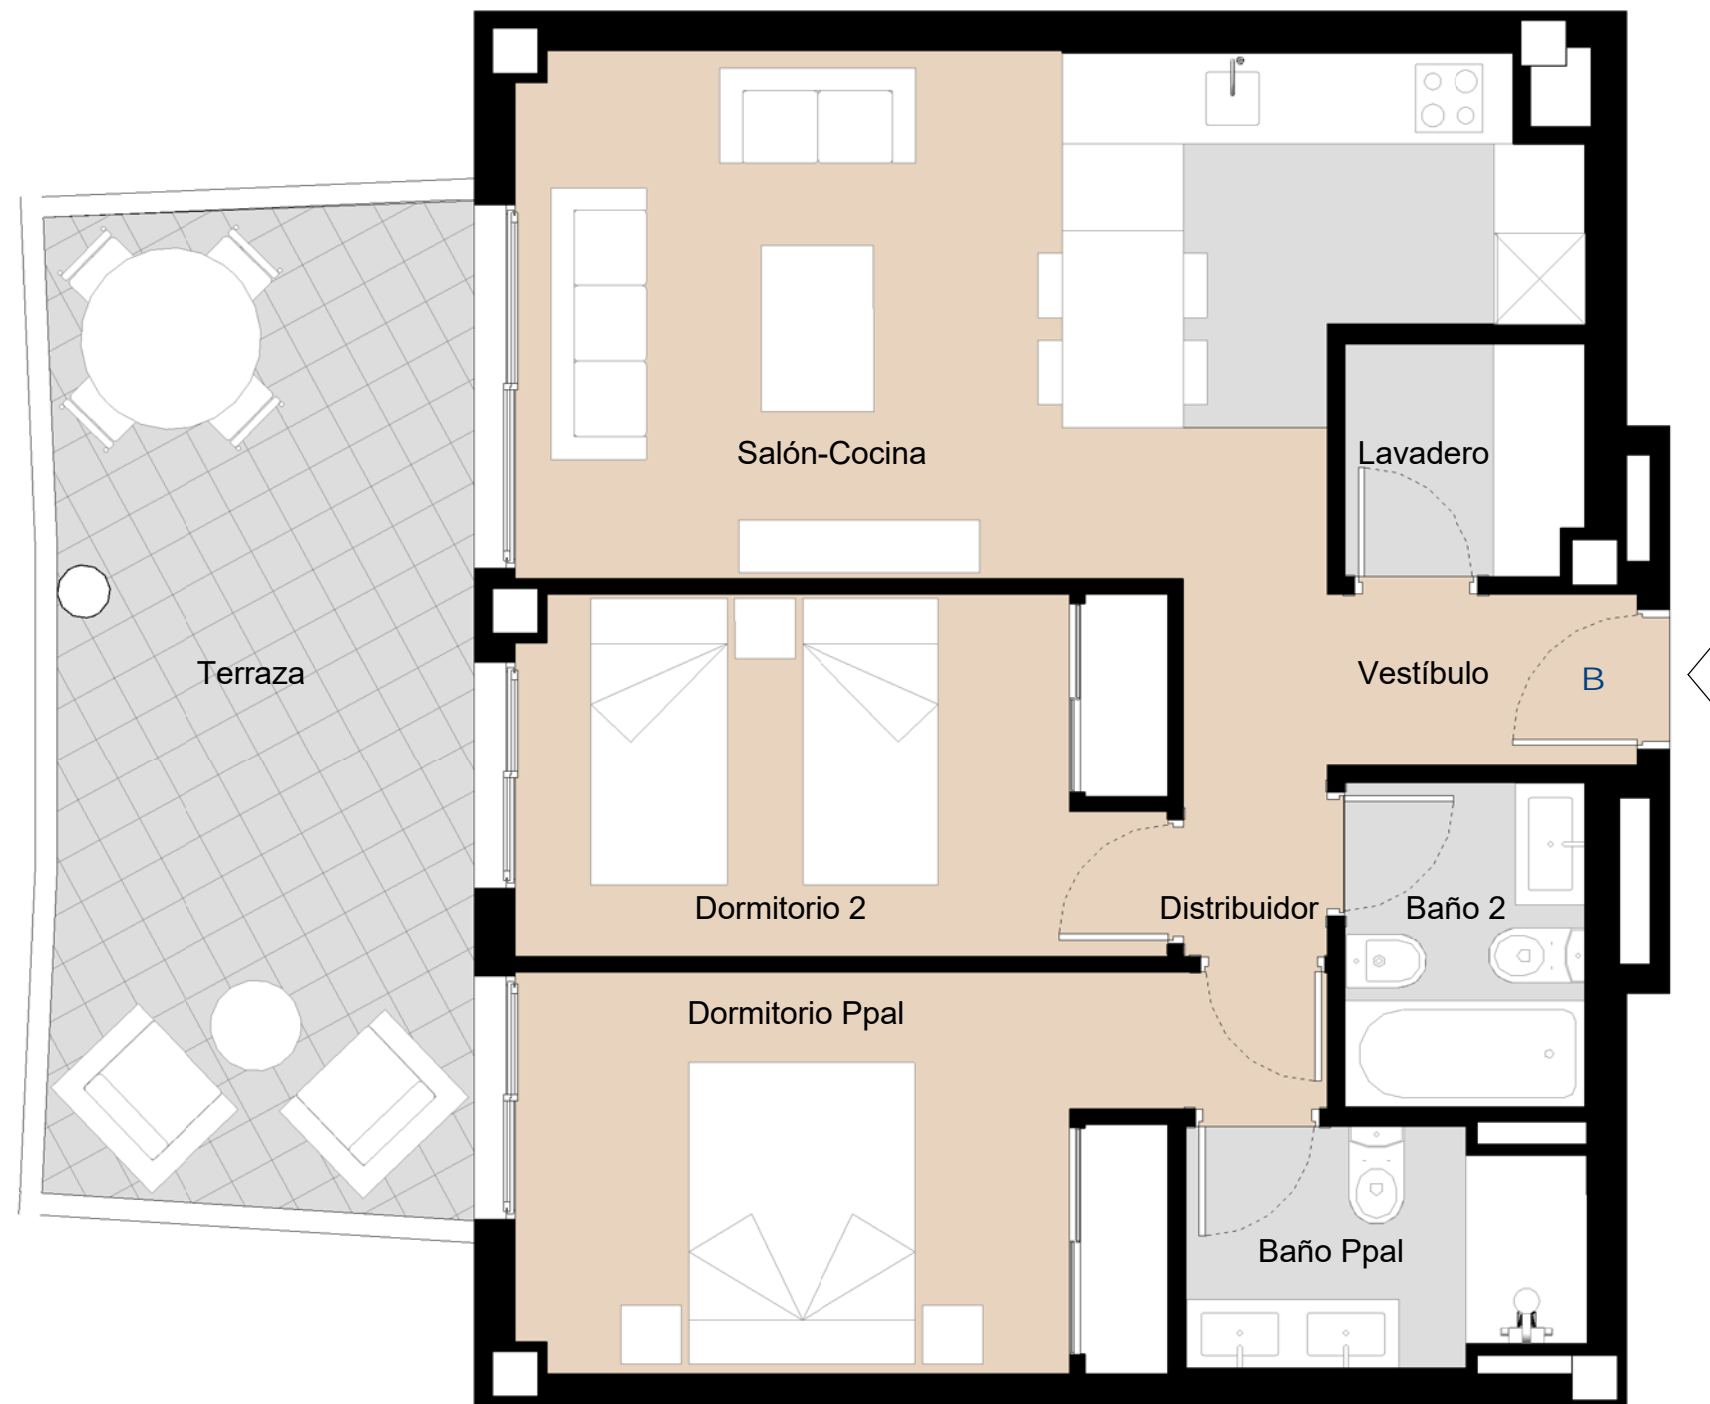 Salón-Cocina
Lavadero
Terraza
Vestíbulo
B
Dormitorio 2
Distribuidor
Baño 2
Dormitorio Ppal
Baño Ppal